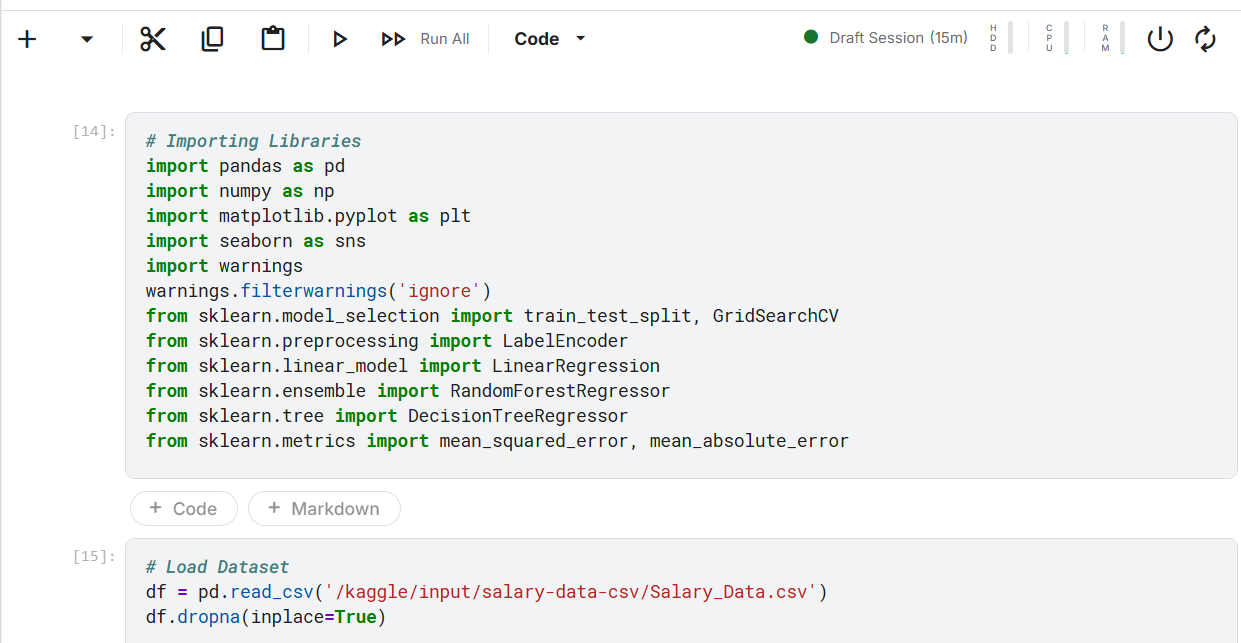 Run All Code Draft Session (15m) HDD CPU RAM
[14]:
# Importing Libraries
import pandas as pd
import numpy as np
import matplotlib.pyplot as plt
import seaborn as sns
import warnings
warnings.filterwarnings('ignore')
from sklearn.model_selection import train_test_split, GridSearchCV
from sklearn.preprocessing import LabelEncoder
from sklearn.linear_model import LinearRegression
from sklearn.ensemble import RandomForestRegressor
from sklearn.tree import DecisionTreeRegressor
from sklearn.metrics import mean_squared_error, mean_absolute_error
+ Code + Markdown
[15]:
# Load Dataset
df = pd.read_csv('/kaggle/input/salary-data-csv/Salary_Data.csv')
df.dropna(inplace=True)